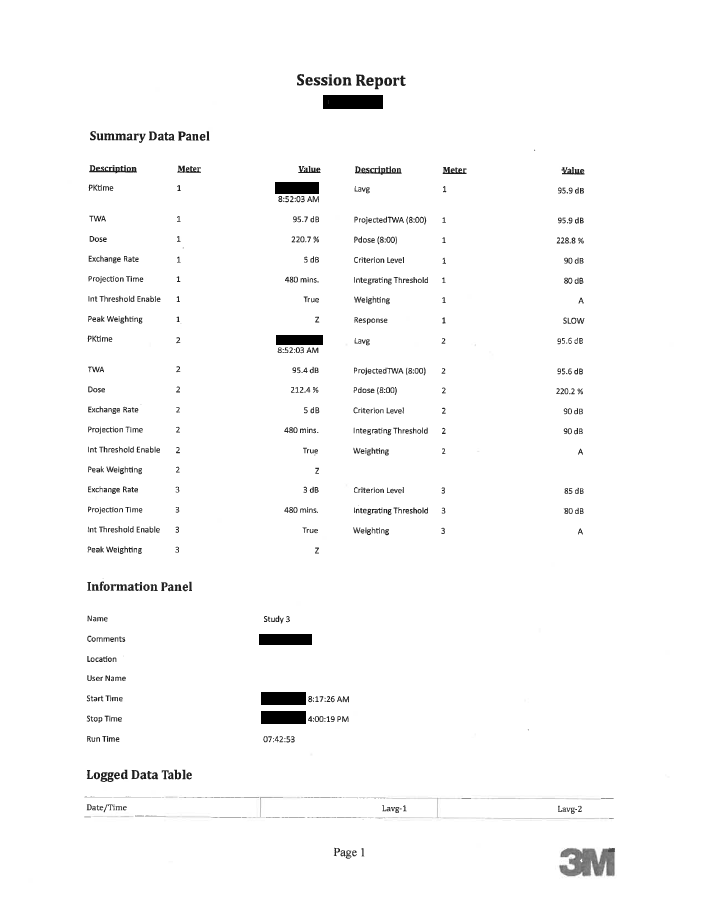 Session Report
Summary Data Panel
Description Meter Value Description Meter Value
PKtime 1 8:52:03 AM Lavg 1 95.9 dB
TWA 1 95.7 dB ProjectedTWA (8:00) 1 95.9 dB
Dose 1 220.7 % Pdose (8:00) 1 228.8 %
Exchange Rate 1 5 dB Criterion Level 1 90 dB
Projection Time 1 480 mins. Integrating Threshold 1 80 dB
Int Threshold Enable 1 True Weighting 1 A
Peak Weighting 1 Z Response 1 SLOW
PKtime 2 8:52:03 AM Lavg 2 95.6 dB
TWA 2 95.4 dB ProjectedTWA (8:00) 2 95.6 dB
Dose 2 212.4 % Pdose (8:00) 2 220.2 %
Exchange Rate 2 5 dB Criterion Level 2 90 dB
Projection Time 2 480 mins. Integrating Threshold 2 90 dB
Int Threshold Enable 2 True Weighting 2 A
Peak Weighting 2 Z
Exchange Rate 3 3 dB Criterion Level 3 85 dB
Projection Time 3 480 mins. Integrating Threshold 3 80 dB
Int Threshold Enable 3 True Weighting 3 A
Peak Weighting 3 Z
Information Panel
Name Study 3
Comments
Location
User Name
Start Time 8:17:26 AM
Stop Time 4:00:19 PM
Run Time 07:42:53
Logged Data Table
Date/Time Lavg-1 Lavg-2
Page 1
3M